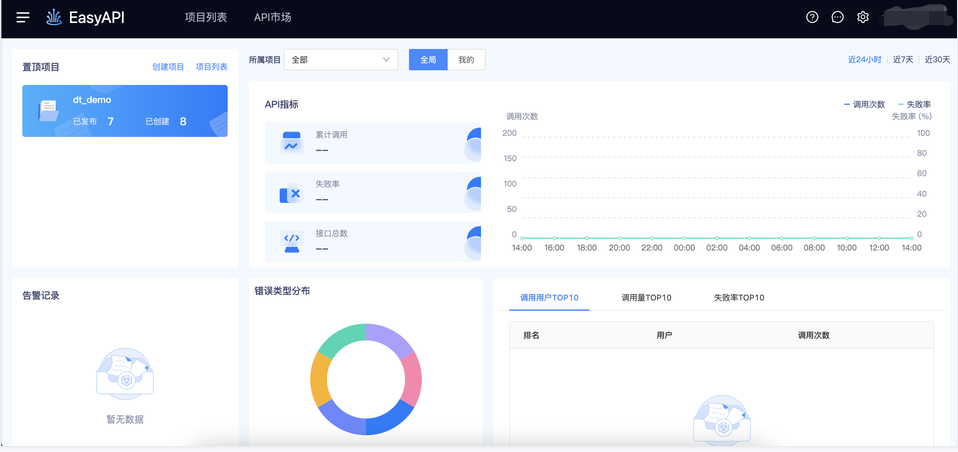 EasyAPI 项目列表 API市场
置顶项目 创建项目 项目列表
dt_demo
已发布 7 已创建 8
所属项目 全部 全局 我的 近24小时 近7天 近30天
API指标
累计调用
--
失败率
--
接口总数
--
调用次数 失败率
调用次数 失败率 (%)
200 100
80
150
60
100
40
50
20
0 0
14:00 16:00 18:00 20:00 22:00 00:00 02:00 04:00 06:00 08:00 10:00 12:00 14:00
告警记录
暂无数据
错误类型分布
调用用户TOP10 调用量TOP10 失败率TOP10
排名 用户 调用次数